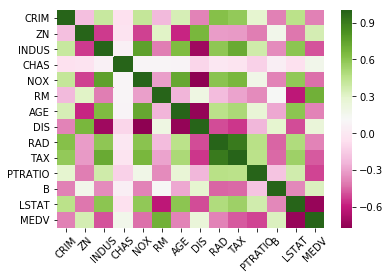 CRIM
ZN
INDUS
CHAS
NOX
RM
AGE
DIS
RAD
TAX
PTRATIO
B
LSTAT
MEDV
CRIM ZN INDUS CHAS NOX RM AGE DIS RAD TAX PTRATIO B LSTAT MEDV
0.9
0.6
0.3
0.0
−0.3
−0.6